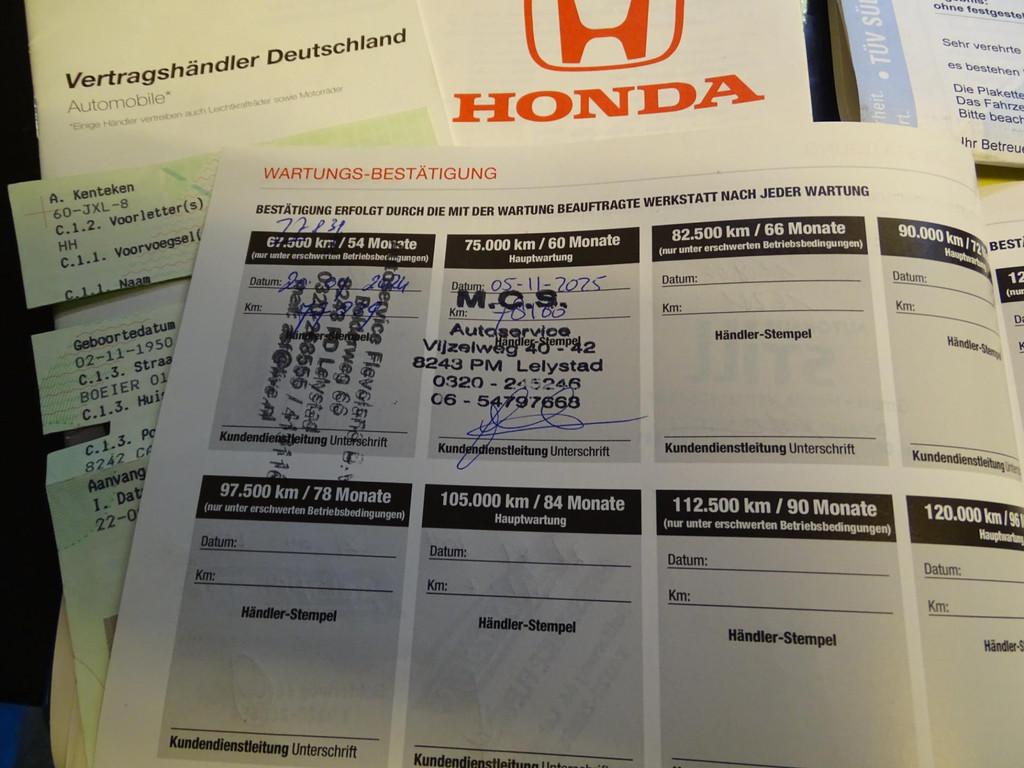 Vertragshändler Deutschland
Automobile*
*Einige Händler vertreiben auch Leichtkrafträder sowie Motorräder
HONDA
TÜV SÜ
ohne festgeste
Sehr verehrte
es bestehen
Die Plakette
Das Fahrze
Bitte beach
Ihr Betreue
A. Kenteken
60-JXL-8
C.1.2. Voorletter(s)
HH
C.1.1. Voorvoegsel(
C.1.1. Naam
Geboortedatum
02-11-1950
C.1.3. Straa
BOEIER 01
C.1.3. Hui
C.1.3. Po
8242 C
Aanvang
I. Dat
22-0
WARTUNGS-BESTÄTIGUNG
BESTÄTIGUNG ERFOLGT DURCH DIE MIT DER WARTUNG BEAUFTRAGTE WERKSTATT NACH JEDER WARTUNG
67.500 km / 54 Monate
(nur unter erschwerten Betriebsbedingungen)
Datum:
Km:
Händler-Stempel
Kundendienstleitung Unterschrift
75.000 km / 60 Monate
Hauptwartung
Datum: 05-11-2025
Km: 78180
Händler-Stempel
M.C.S.
Autoservice
Vijzelweg 40 - 42
8243 PM Lelystad
0320 - 245246
06 - 54797668
Kundendienstleitung Unterschrift
82.500 km / 66 Monate
(nur unter erschwerten Betriebsbedingungen)
Datum:
Km:
Händler-Stempel
Kundendienstleitung Unterschrift
90.000 km / 72
Hauptwartung
Datum:
Km:
Händler-Stemp
Kundendienstleitung
97.500 km / 78 Monate
(nur unter erschwerten Betriebsbedingungen)
Datum:
Km:
Händler-Stempel
Kundendienstleitung Unterschrift
105.000 km / 84 Monate
Hauptwartung
Datum:
Km:
Händler-Stempel
Kundendienstleitung Unterschrift
112.500 km / 90 Monate
(nur unter erschwerten Betriebsbedingungen)
Datum:
Km:
Händler-Stempel
120.000 km / 96
Hauptwartung
Datum:
Km:
Händler-S
BEST